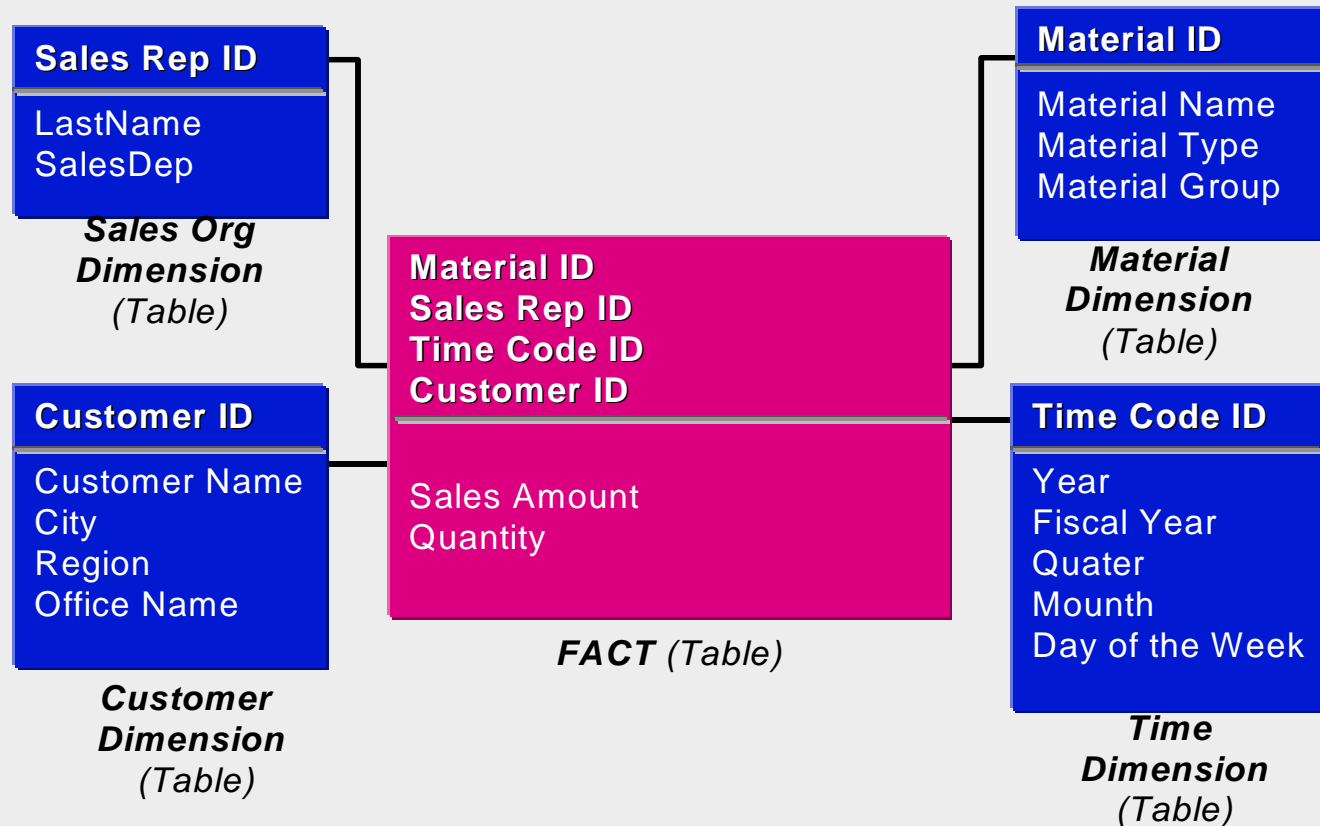 Sales Rep ID
LastName
SalesDep
Sales Org
Dimension
(Table)
Customer ID
Customer Name
City
Region
Office Name
Customer
Dimension
(Table)
Material ID
Sales Rep ID
Time Code ID
Customer ID
Sales Amount
Quantity
FACT (Table)
Material ID
Material Name
Material Type
Material Group
Material
Dimension
(Table)
Time Code ID
Year
Fiscal Year
Quater
Mounth
Day of the Week
Time
Dimension
(Table)